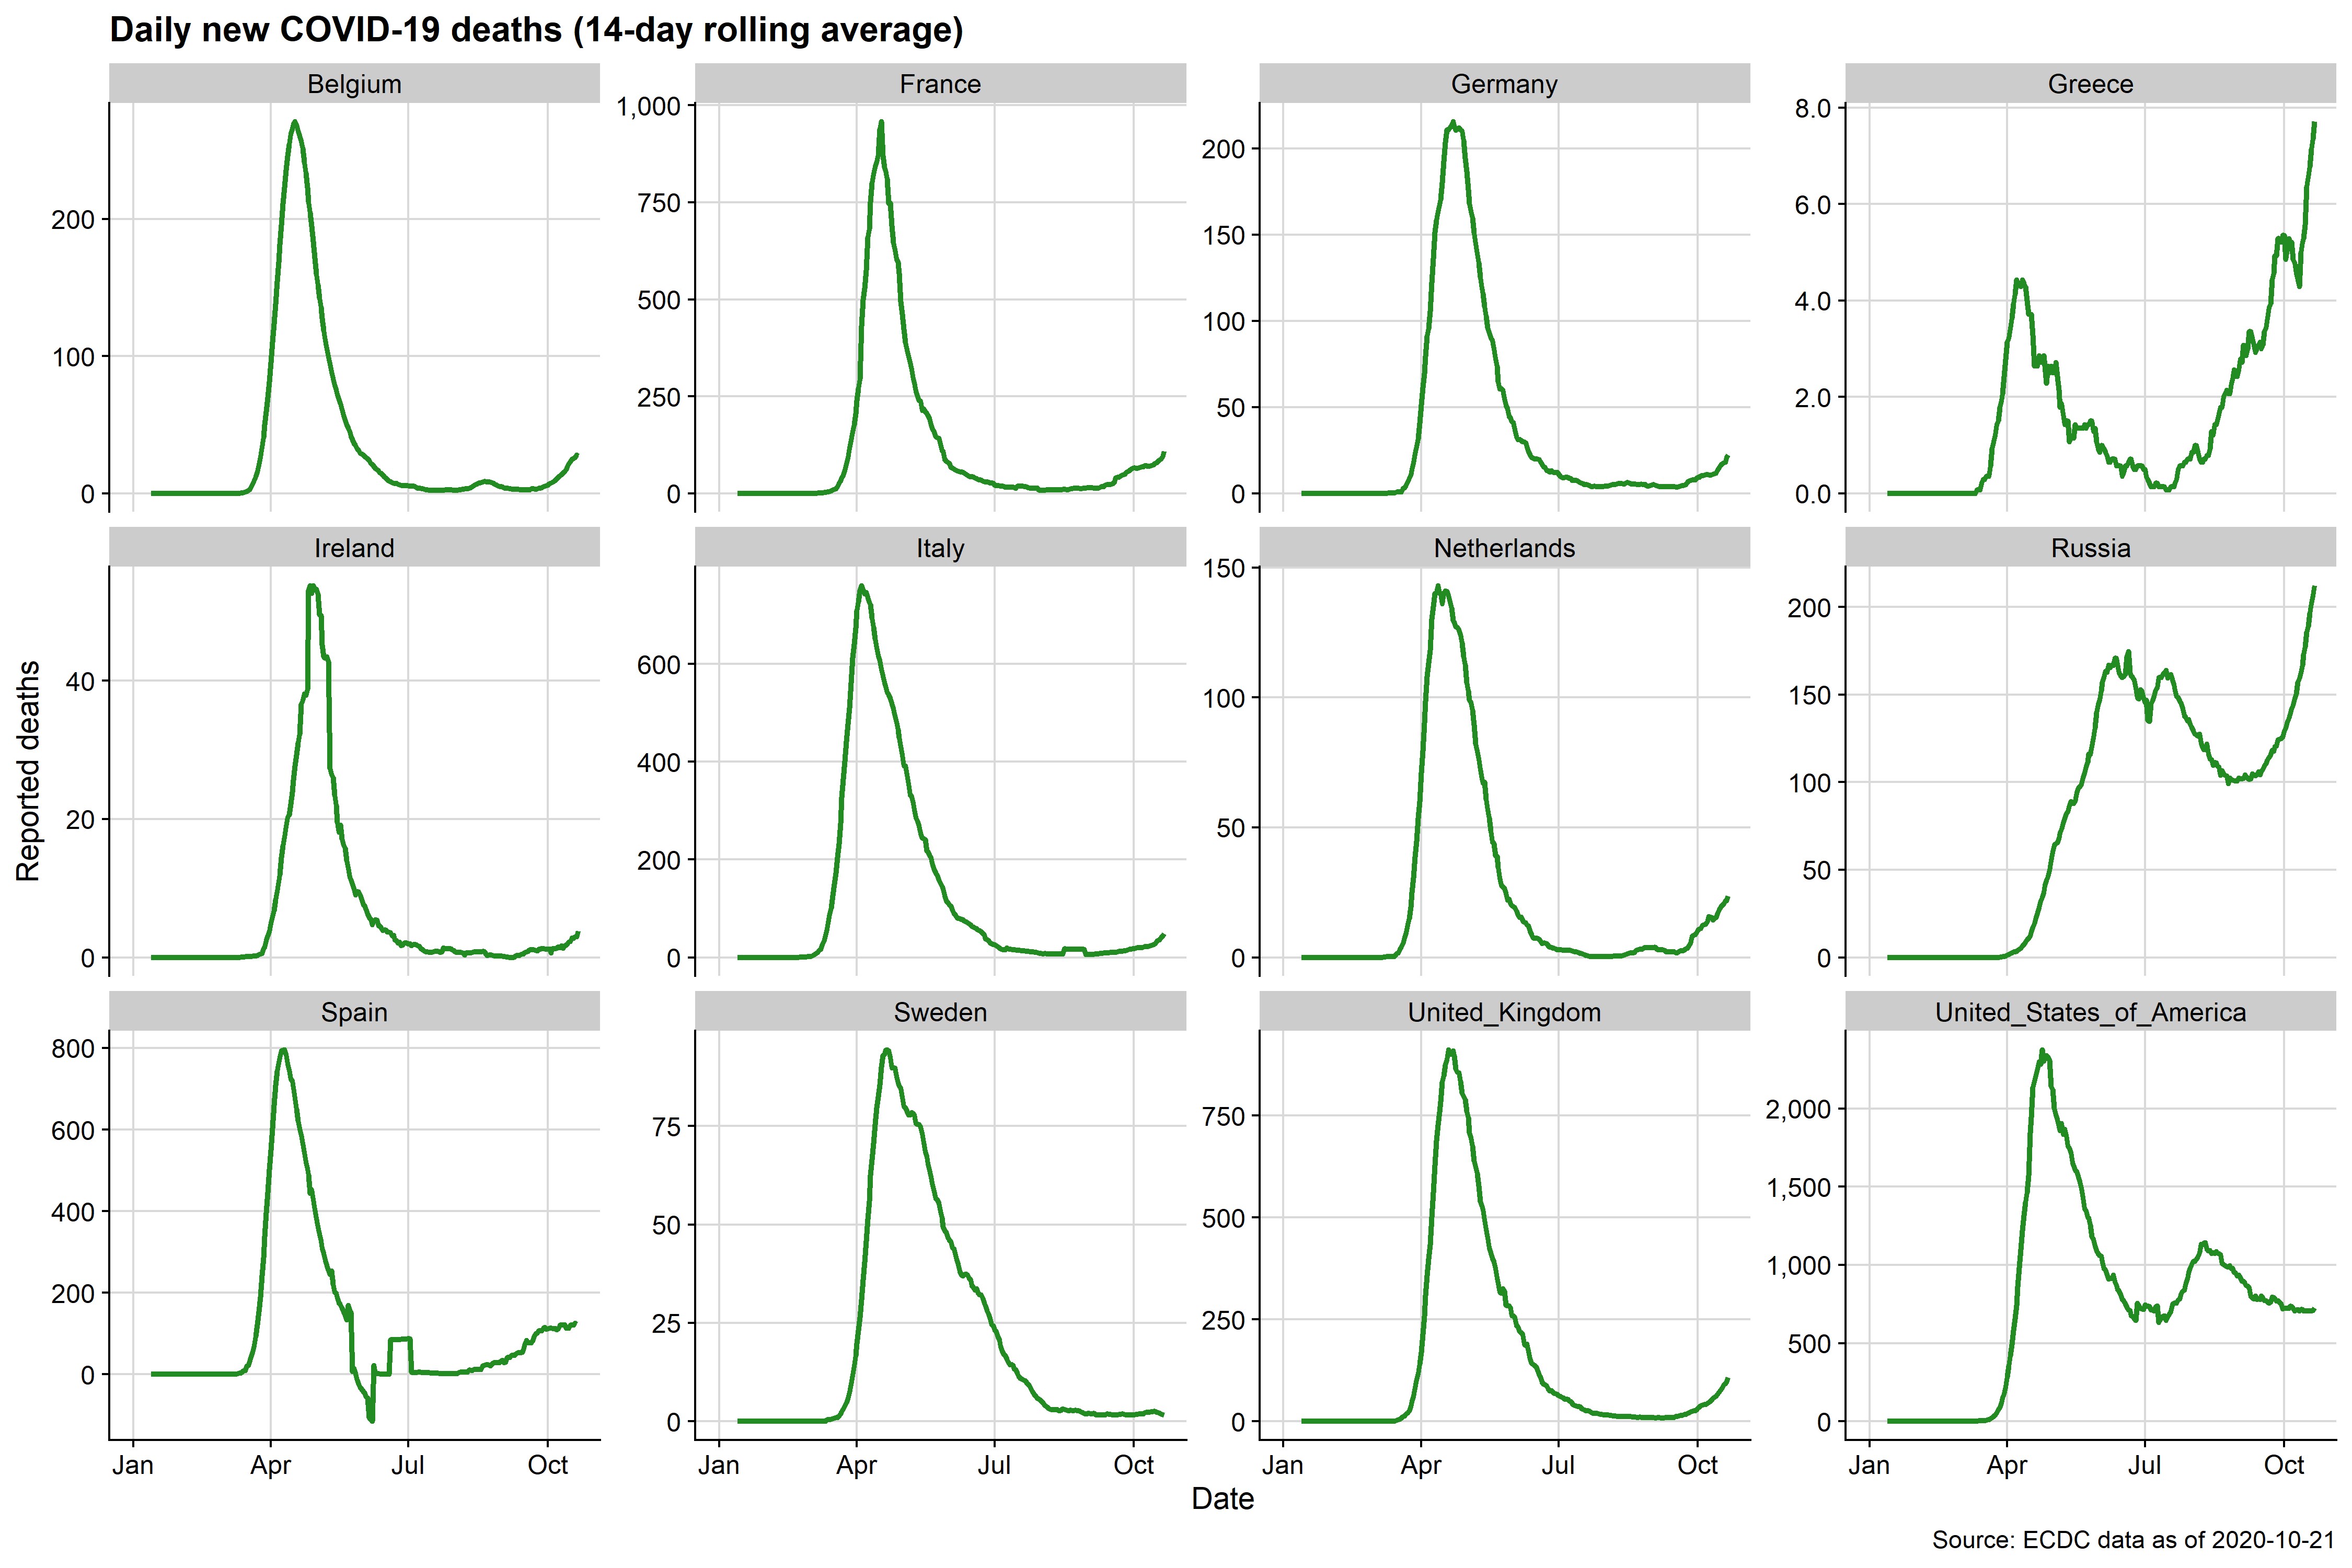 Daily new COVID-19 deaths (14-day rolling average)
Belgium
France
Germany
Greece
200
100
0
1,000
750
500
250
0
200
150
100
50
0
8.0
6.0
4.0
2.0
0.0
Reported deaths
Ireland
Italy
Netherlands
Russia
40
20
0
600
400
200
0
150
100
50
0
200
150
100
50
0
Spain
Sweden
United_Kingdom
United_States_of_America
800
600
400
200
0
75
50
25
0
750
500
250
0
2,000
1,500
1,000
500
0
Jan Apr Jul Oct
Jan Apr Jul Oct
Jan Apr Jul Oct
Jan Apr Jul Oct
Date
Source: ECDC data as of 2020-10-21